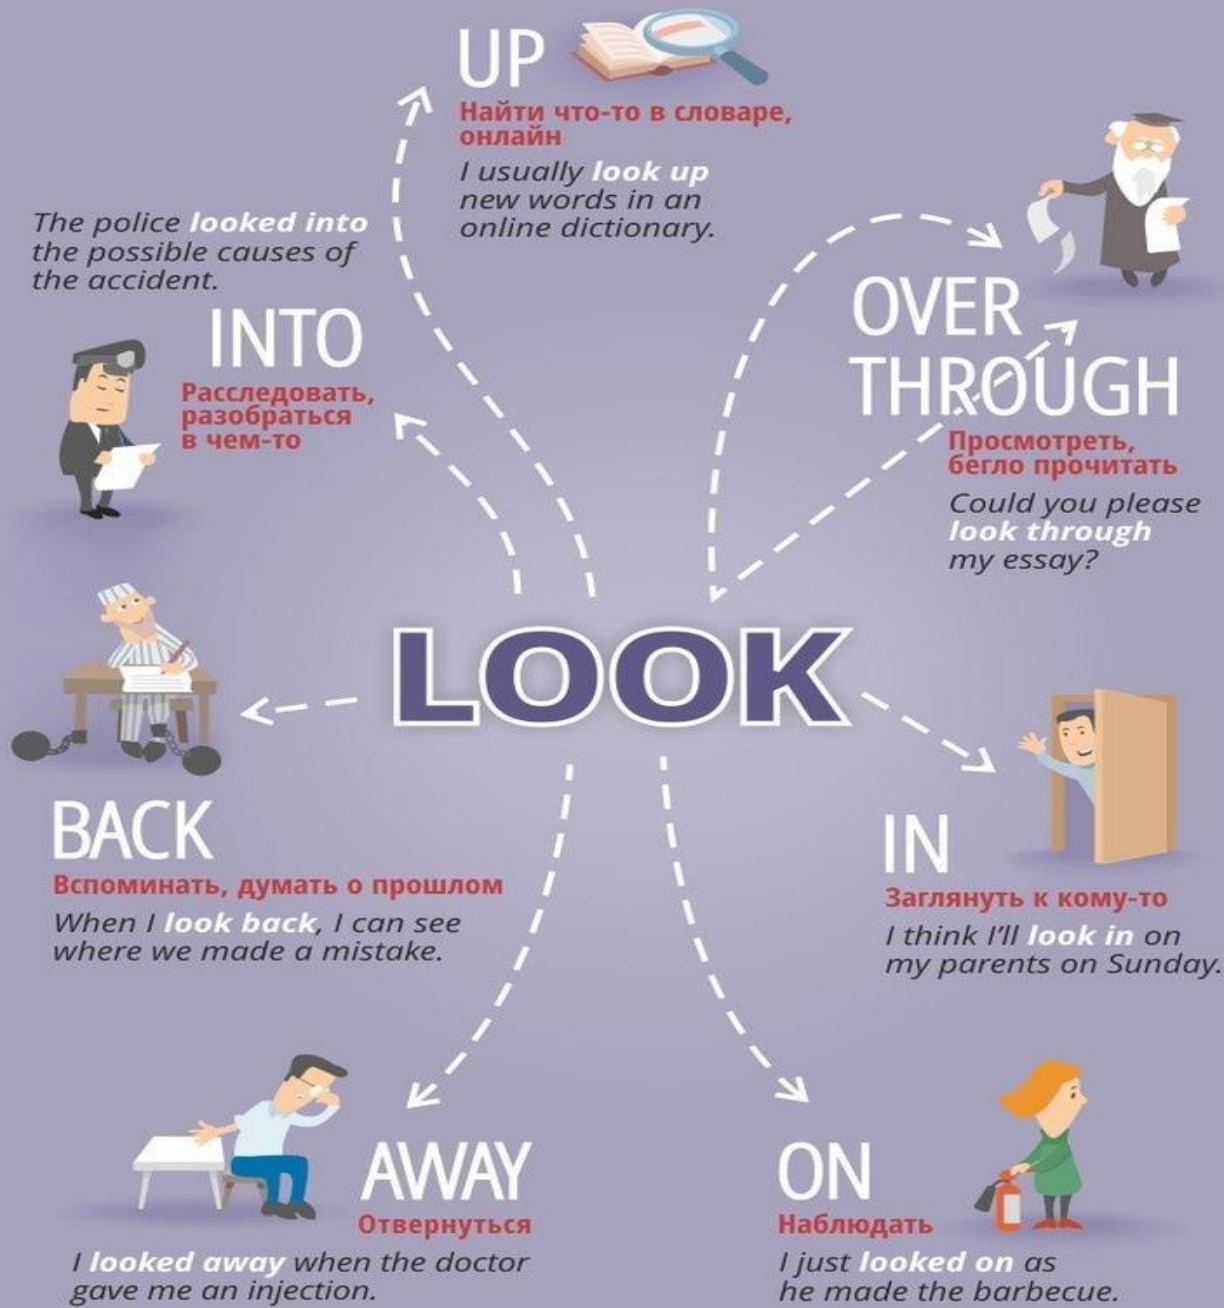 UP
Найти что-то в словаре,
онлайн
I usually look up
new words in an
online dictionary.
The police looked into
the possible causes of
the accident.
INTO
Расследовать,
разобраться
в чем-то
OVER
THROUGH
Просмотреть,
бегло прочитать
Could you please
look through
my essay?
LOOK
BACK
Вспоминать, думать о прошлом
When I look back, I can see
where we made a mistake.
IN
Заглянуть к кому-то
I think I'll look in on
my parents on Sunday.
AWAY
Отвернуться
I looked away when the doctor
gave me an injection.
ON
Наблюдать
I just looked on as
he made the barbecue.